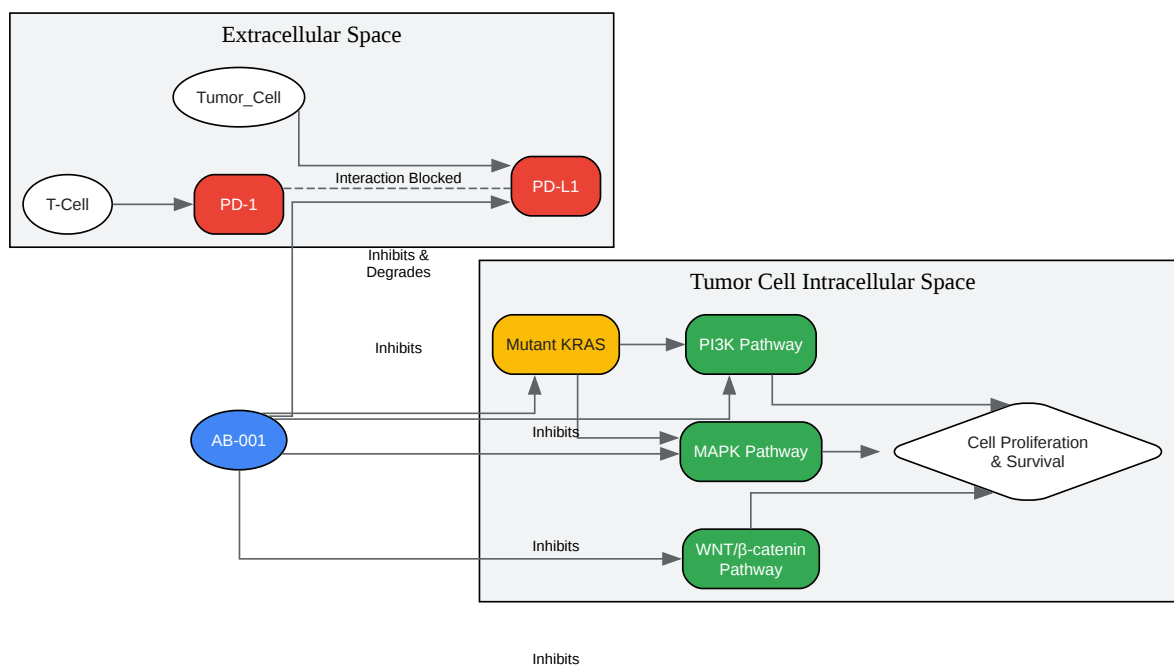 Extracellular Space
Tumor_Cell
Interaction Blocked
PD-L1
T-Cell
PD-1
Inhibits &
Degrades
Tumor Cell Intracellular Space
Mutant KRAS
PI3K Pathway
Inhibits
AB-001
Inhibits
MAPK Pathway
Cell Proliferation
& Survival
Inhibits
WNT/β-catenin
Pathway
Inhibits